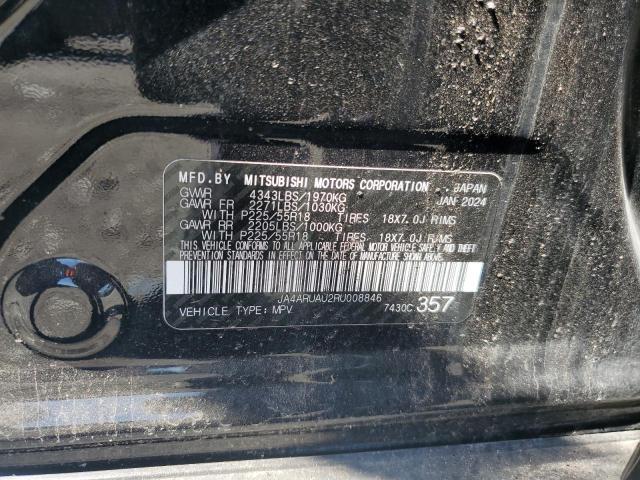 MFD.BY MITSUBISHI MOTORS CORPORATION JAPAN
GVWR 4343LBS/1970KG JAN 2024
GAWR FR 2271LBS/1030KG
WITH P225/55R18 TIRES 18X7.0J RIMS
GAWR RR 2205LBS/1000KG
WITH P225/55R18 TIRES 18X7.0J RIMS
THIS VEHICLE CONFORMS TO ALL APPLICABLE FEDERAL MOTOR VEHICLE SAFETY, BUMPER AND THEFT
PREVENTION STANDARDS IN EFFECT ON THE DATE OF MANUFACTURE SHOWN ABOVE.
JA4ARUAU2RU008846
VEHICLE TYPE: MPV 7430C 357